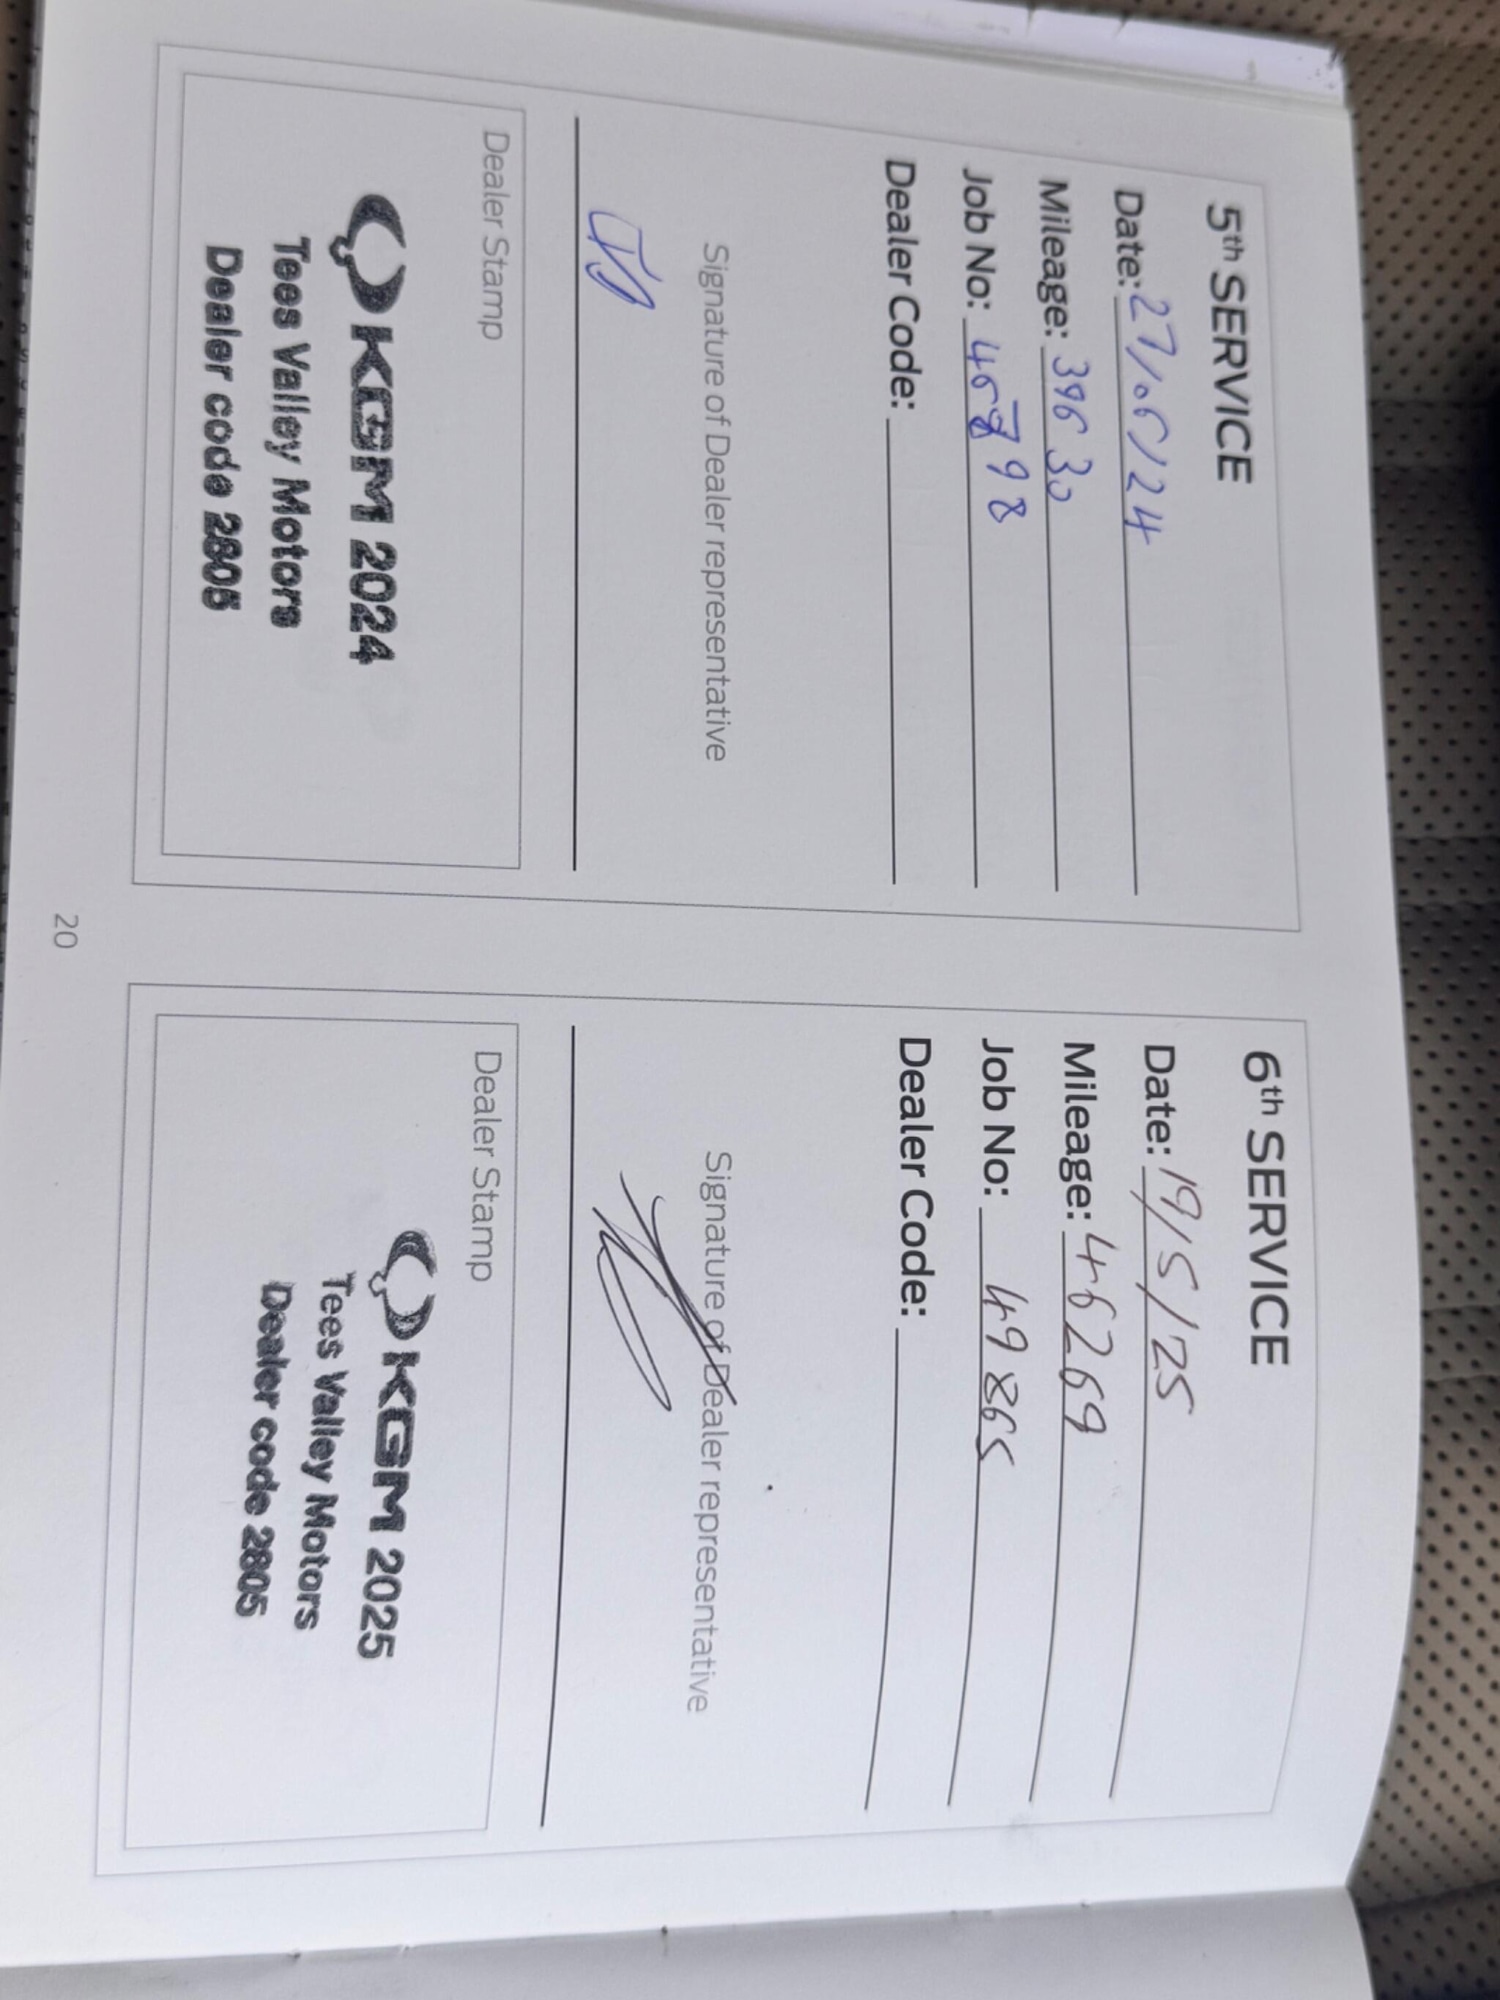 5th SERVICE
Date: 27/06/24
Mileage: 39630
Job No:
Dealer Code:
Signature of Dealer representative
Dealer Stamp
KGM 2024
Tees Valley Motors
Dealer code 2805
6th SERVICE
Date: 19/5/25
Mileage: 46269
Job No: 49865
Dealer Code:
Signature of Dealer representative
Dealer Stamp
KGM 2025
Tees Valley Motors
Dealer code 2805
20